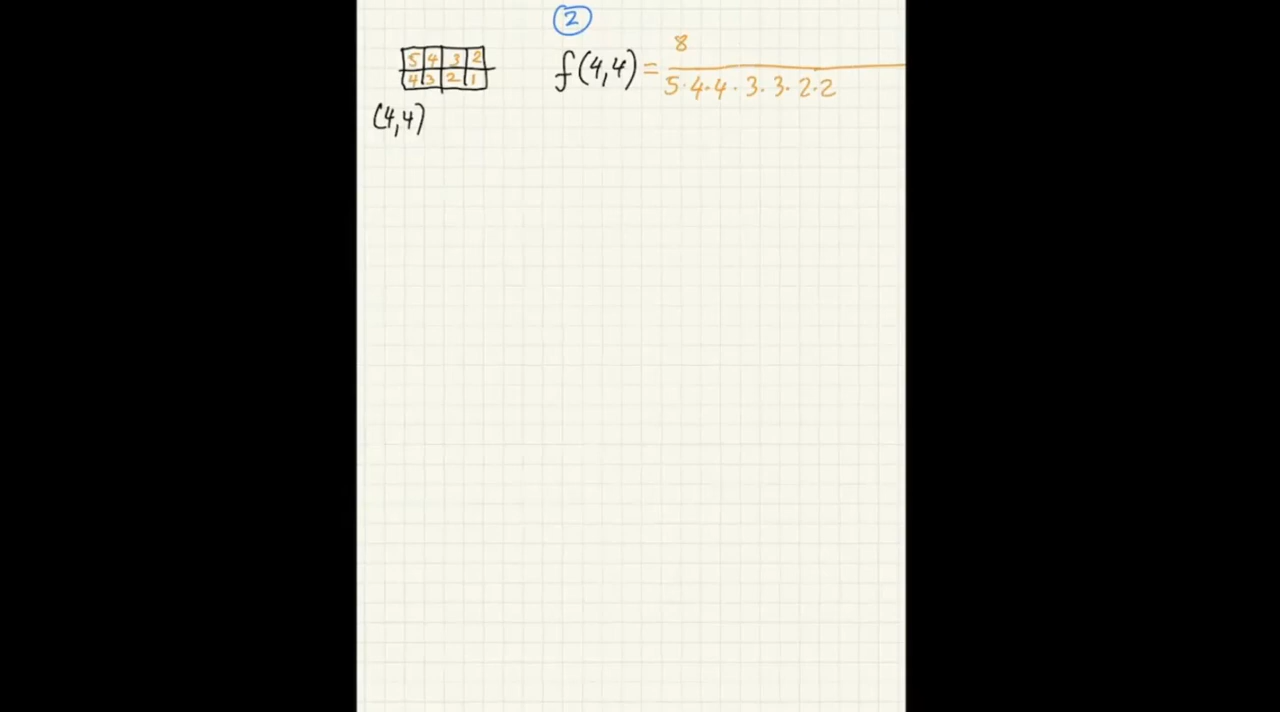 2
5 4 3 2
4 3 2 1
f(4,4) = 8 / 5·4·4·3·3·2·2
(4,4)